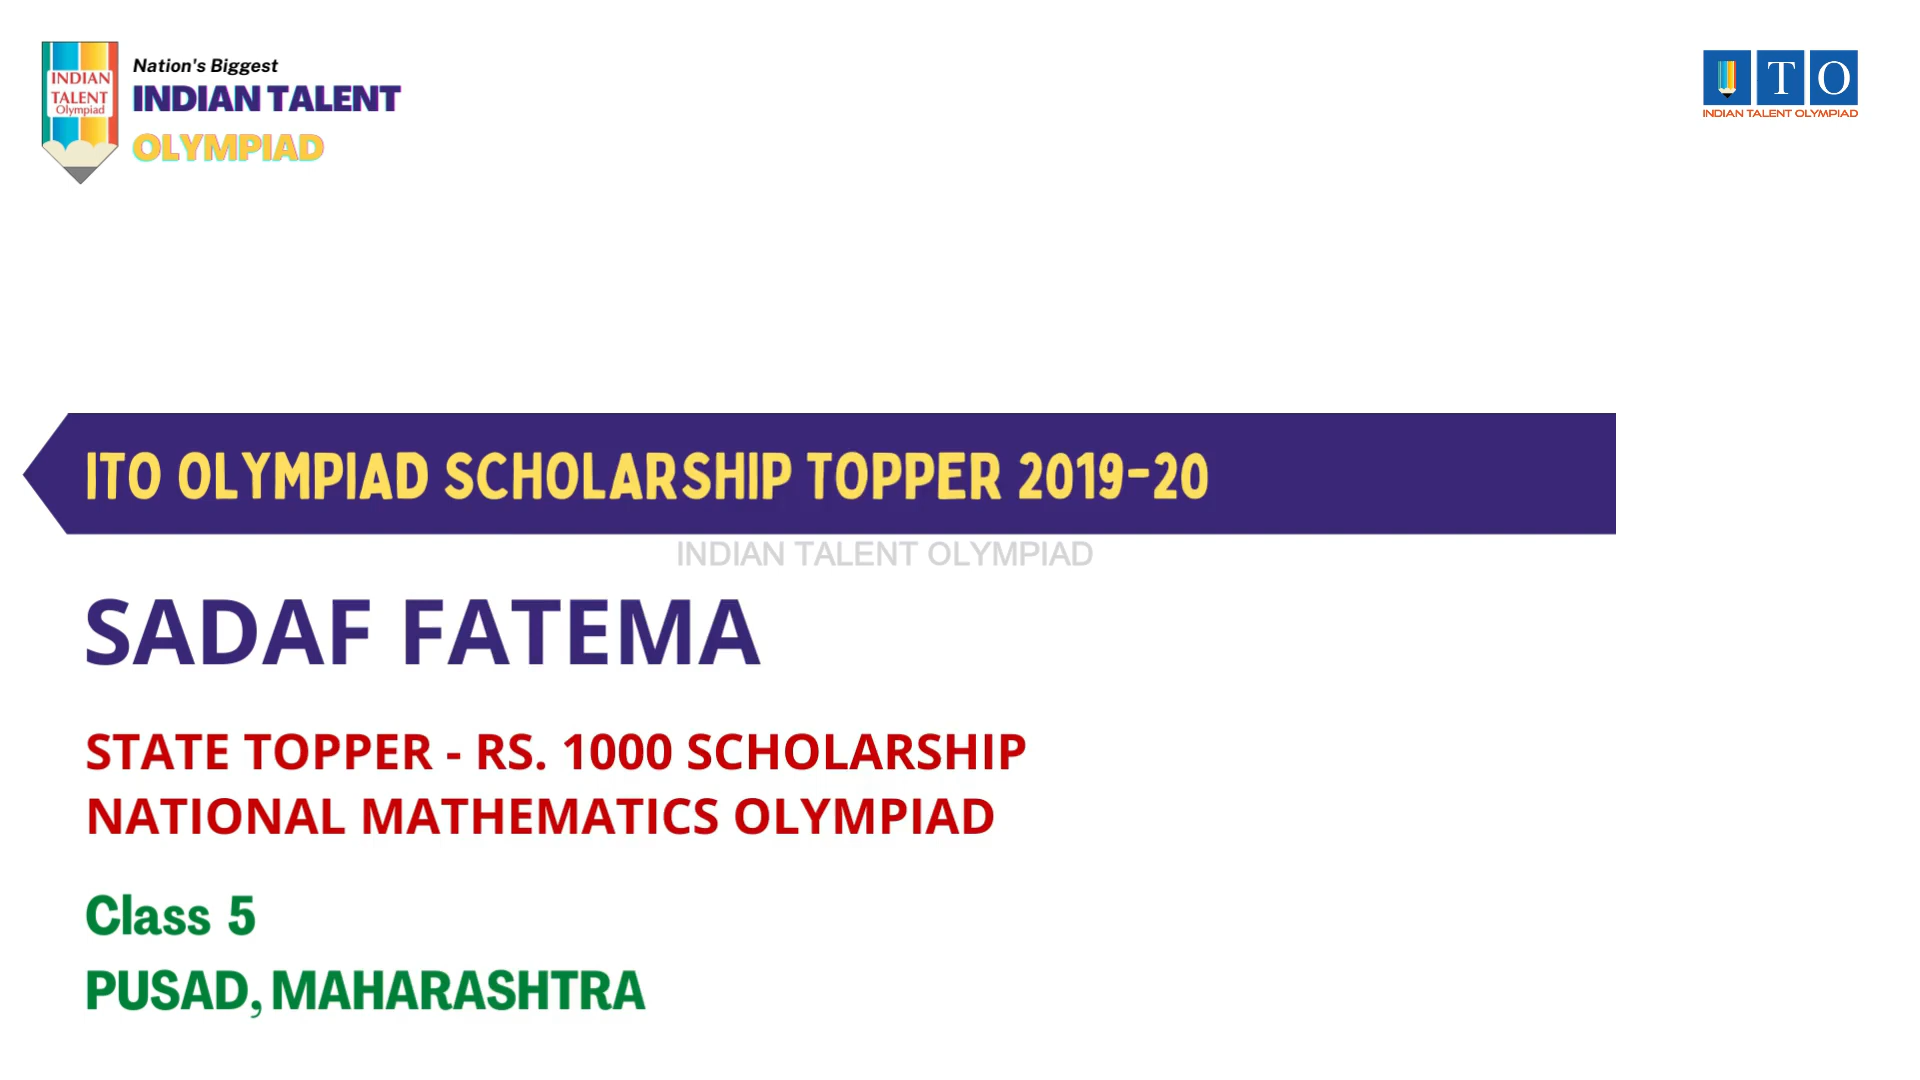 INDIAN
TALENT
Olympiad
Nation's Biggest
INDIAN TALENT
OLYMPIAD
T O
INDIAN TALENT OLYMPIAD
ITO OLYMPIAD SCHOLARSHIP TOPPER 2019-20
INDIAN TALENT OLYMPIAD
SADAF FATEMA
STATE TOPPER - RS. 1000 SCHOLARSHIP
NATIONAL MATHEMATICS OLYMPIAD
Class 5
PUSAD, MAHARASHTRA